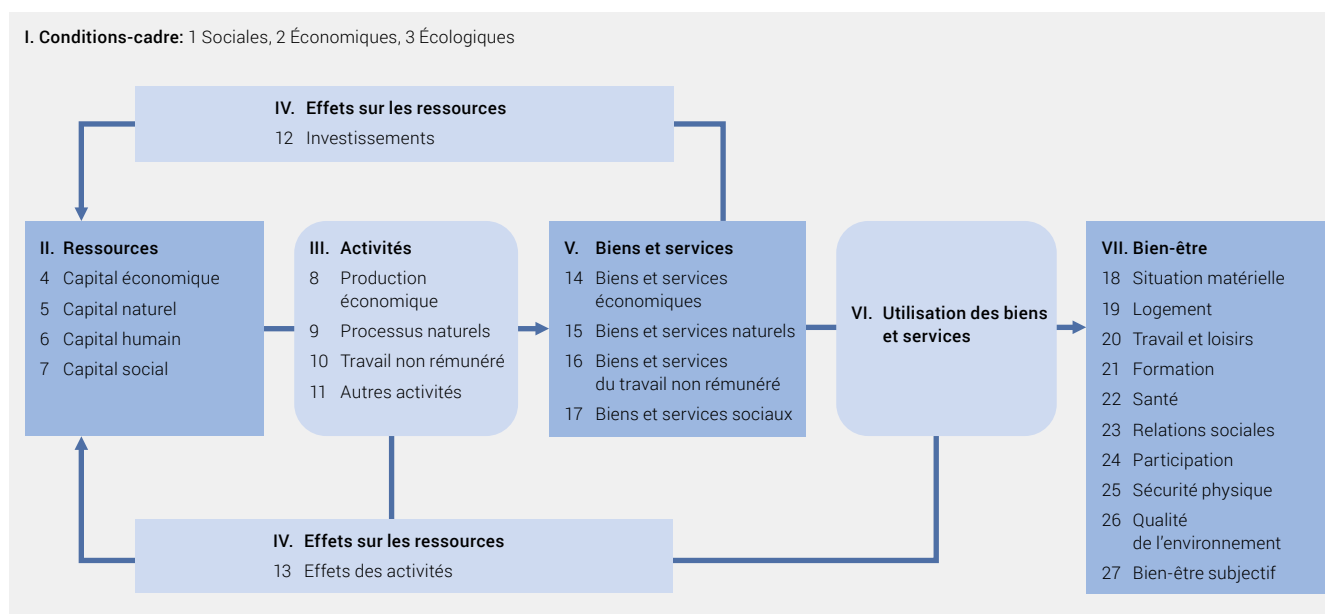 I. Conditions-cadre: 1 Sociales, 2 Économiques, 3 Écologiques
IV. Effets sur les ressources
12 Investissements
II. Ressources
4 Capital économique
5 Capital naturel
6 Capital humain
7 Capital social
III. Activités
8 Production
économique
9 Processus naturels
10 Travail non rémunéré
11 Autres activités
V. Biens et services
14 Biens et services
économiques
15 Biens et services naturels
16 Biens et services
du travail non rémunéré
17 Biens et services sociaux
VI. Utilisation des biens
et services
VII. Bien-être
18 Situation matérielle
19 Logement
20 Travail et loisirs
21 Formation
22 Santé
23 Relations sociales
24 Participation
25 Sécurité physique
26 Qualité
de l’environnement
27 Bien-être subjectif
IV. Effets sur les ressources
13 Effets des activités